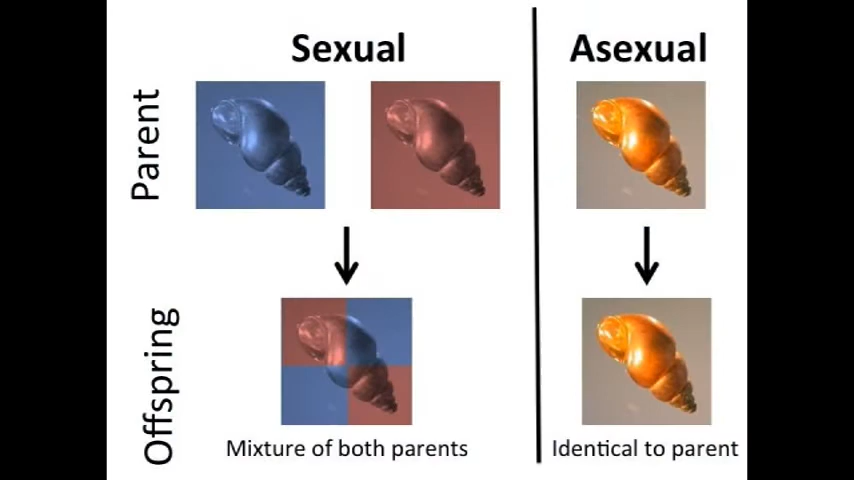 Sexual
Asexual
Parent
Offspring
Mixture of both parents
Identical to parent